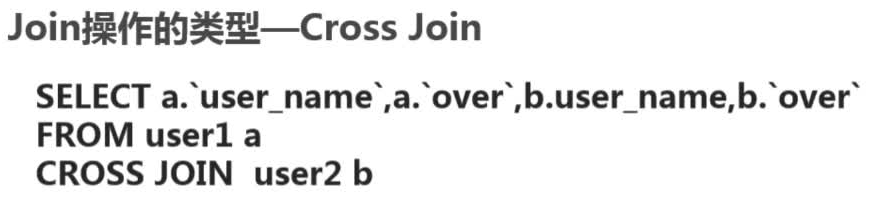 Join操作的类型—Cross Join
SELECT a.`user_name`,a.`over`,b.user_name,b.`over`
FROM user1 a
CROSS JOIN  user2 b